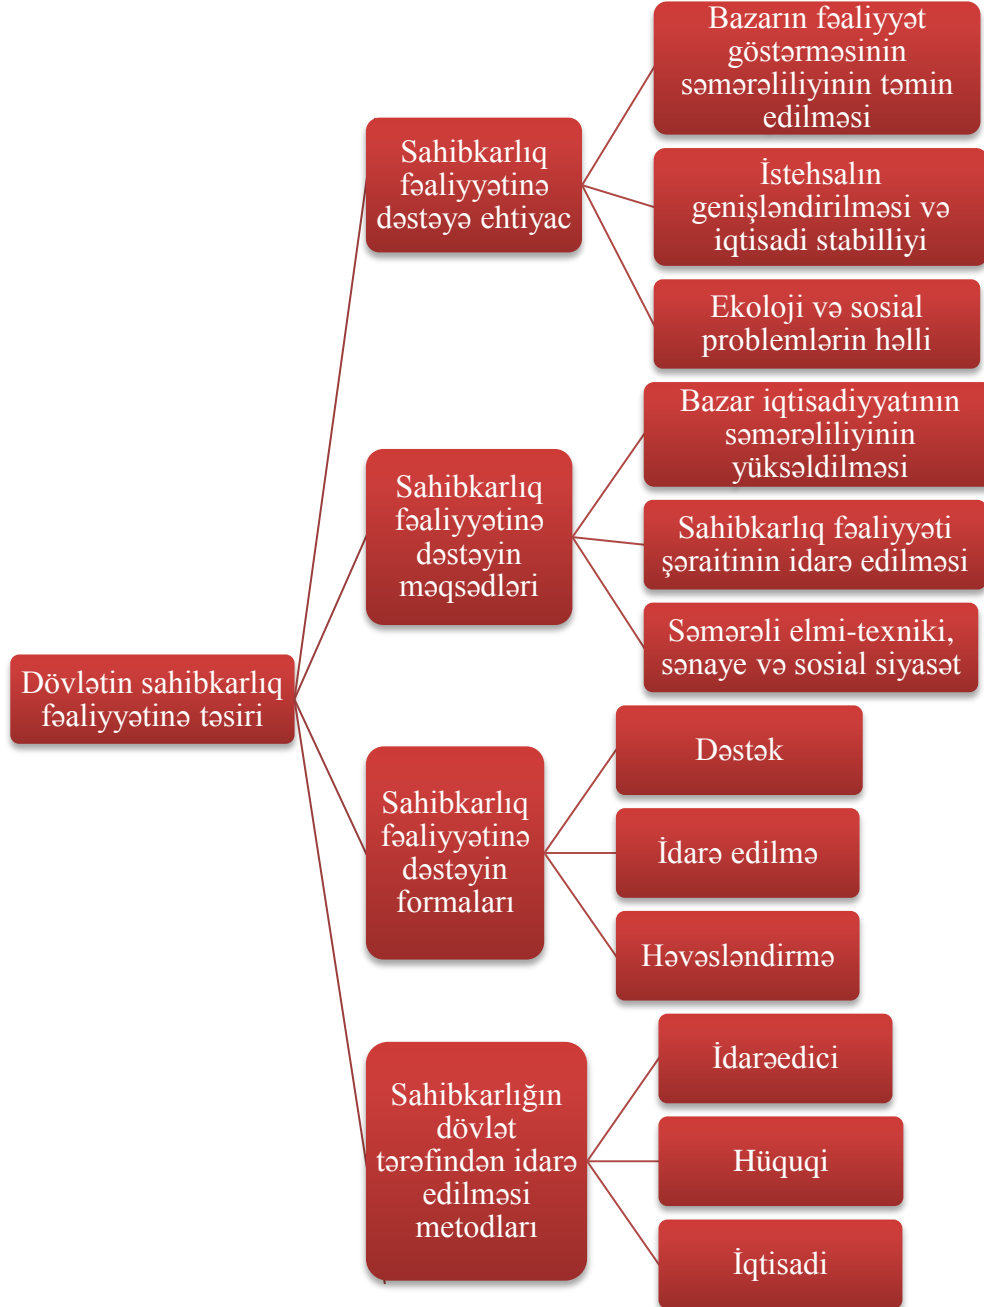 Dövlətin sahibkarlıq
fəaliyyətinə təsiri
Sahibkarlıq
fəaliyyətinə
dəstəyə ehtiyac
Bazarın fəaliyyət
göstərməsinin
səmərəliliyinin təmin
edilməsi
İstehsalın
genişləndirilməsi və
iqtisadi stabilliyi
Ekoloji və sosial
problemlərin həlli
Sahibkarlıq
fəaliyyətinə
dəstəyin
məqsədləri
Bazar iqtisadiyyatının
səmərəliliyinin
yüksəldilməsi
Sahibkarlıq fəaliyyəti
şəraitinin idarə edilməsi
Səmərəli elmi-texniki,
sənaye və sosial siyasət
Sahibkarlıq
fəaliyyətinə
dəstəyin
formaları
Dəstək
İdarə edilmə
Həvəsləndirmə
Sahibkarlığın
dövlət
tərəfindən idarə
edilməsi
metodları
İdarəedici
Hüquqi
İqtisadi